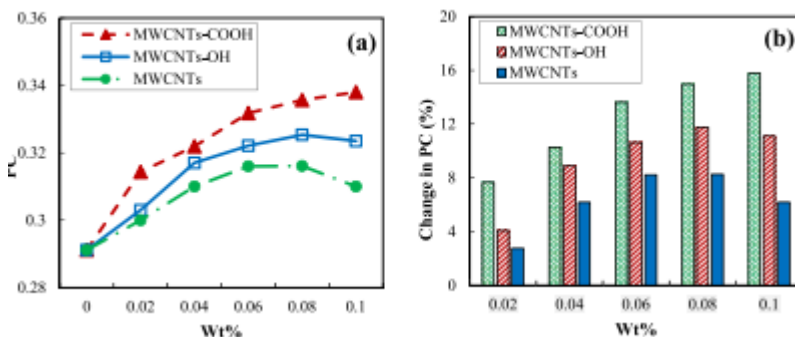 0.36
0.34
0.32
0.3
0.28
MWCNTs-COOH
MWCNTs-OH
MWCNTs
(a)
0 0.02 0.04 0.06 0.08 0.1
Wt%
Change in PC (%)
20
16
12
8
4
0
MWCNTs-COOH
MWCNTs-OH
MWCNTs
(b)
0.02 0.04 0.06 0.08 0.1
Wt%